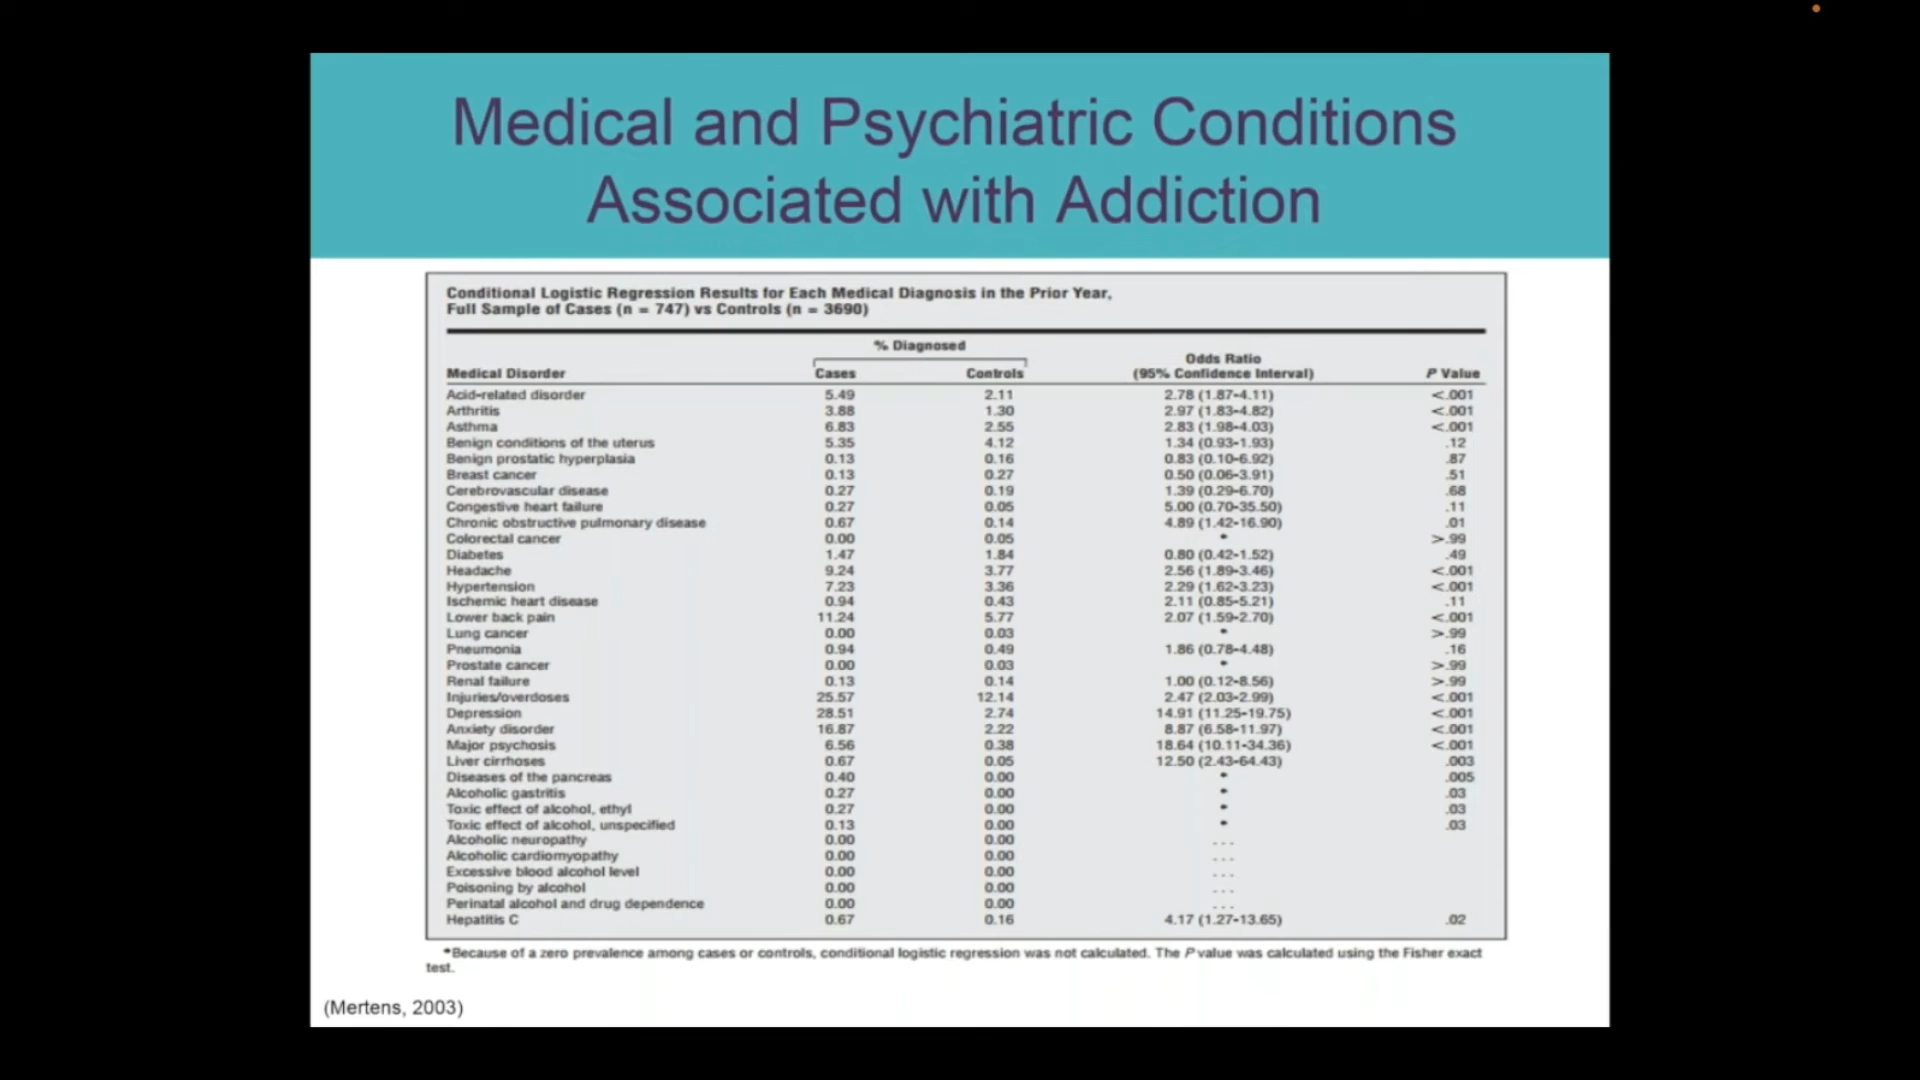 Medical and Psychiatric Conditions
Associated with Addiction
Conditional Logistic Regression Results for Each Medical Diagnosis in the Prior Year,
Full Sample of Cases (n = 747) vs Controls (n = 3690)
% Diagnosed
Odds Ratio
Medical Disorder Cases Controls (95% Confidence Interval) P Value
Acid-related disorder 5.49 2.11 2.78 (1.87-4.11) <.001
Arthritis 3.88 1.30 2.97 (1.83-4.82) <.001
Asthma 6.83 2.55 2.83 (1.98-4.03) <.001
Benign conditions of the uterus 5.35 4.12 1.34 (0.93-1.93) .12
Benign prostatic hyperplasia 0.13 0.16 0.83 (0.10-6.92) .87
Breast cancer 0.13 0.27 0.50 (0.06-3.91) .51
Cerebrovascular disease 0.27 0.19 1.39 (0.29-6.70) .68
Congestive heart failure 0.27 0.05 5.00 (0.70-35.50) .11
Chronic obstructive pulmonary disease 0.67 0.14 4.89 (1.42-16.90) .01
Colorectal cancer 0.00 0.05 * >.99
Diabetes 1.47 1.84 0.80 (0.42-1.52) .49
Headache 9.24 3.77 2.56 (1.89-3.46) <.001
Hypertension 7.23 3.36 2.29 (1.62-3.23) <.001
Ischemic heart disease 0.94 0.43 2.11 (0.85-5.21) .11
Lower back pain 11.24 5.77 2.07 (1.59-2.70) <.001
Lung cancer 0.00 0.03 * >.99
Pneumonia 0.94 0.49 1.86 (0.78-4.48) .16
Prostate cancer 0.00 0.03 * >.99
Renal failure 0.13 0.14 1.00 (0.12-8.56) >.99
Injuries/overdoses 25.57 12.14 2.47 (2.03-2.99) <.001
Depression 28.51 2.74 14.91 (11.25-19.75) <.001
Anxiety disorder 16.87 2.22 8.87 (6.58-11.97) <.001
Major psychosis 6.56 0.38 18.64 (10.11-34.36) <.001
Liver cirrhoses 0.67 0.05 12.50 (2.43-64.43) .003
Diseases of the pancreas 0.40 0.00 * .005
Alcoholic gastritis 0.27 0.00 * .03
Toxic effect of alcohol, ethyl 0.27 0.00 * .03
Toxic effect of alcohol, unspecified 0.13 0.00 * .03
Alcoholic neuropathy 0.00 0.00 ...
Alcoholic cardiomyopathy 0.00 0.00 ...
Excessive blood alcohol level 0.00 0.00 ...
Poisoning by alcohol 0.00 0.00 ...
Perinatal alcohol and drug dependence 0.00 0.00 ...
Hepatitis C 0.67 0.16 4.17 (1.27-13.65) .02
*Because of a zero prevalence among cases or controls, conditional logistic regression was not calculated. The P value was calculated using the Fisher exact
test.
(Mertens, 2003)